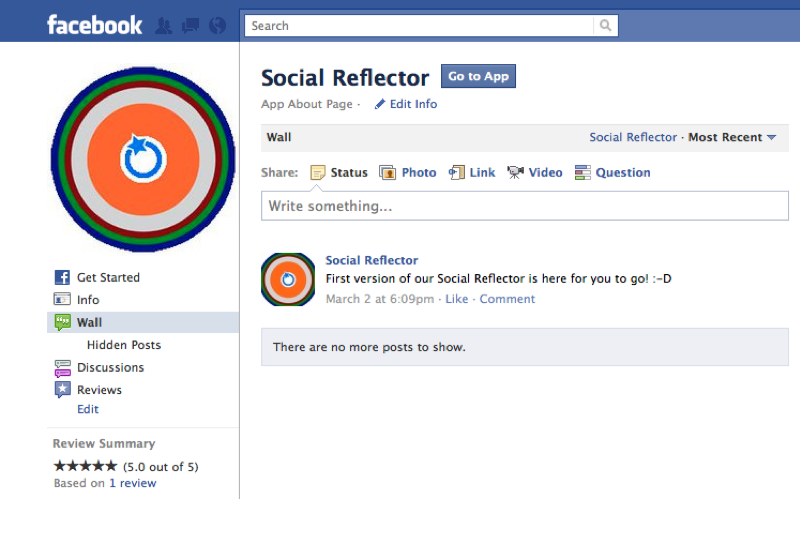 facebook
Search
Social Reflector
Go to App
App About Page · Edit Info
Wall
Social Reflector · Most Recent
Share: Status Photo Link Video Question
Write something...
Social Reflector
First version of our Social Reflector is here for you to go! :-D
March 2 at 6:09pm · Like · Comment
There are no more posts to show.
Get Started
Info
Wall
Hidden Posts
Discussions
Reviews
Edit
Review Summary
★★★★★ (5.0 out of 5)
Based on 1 review